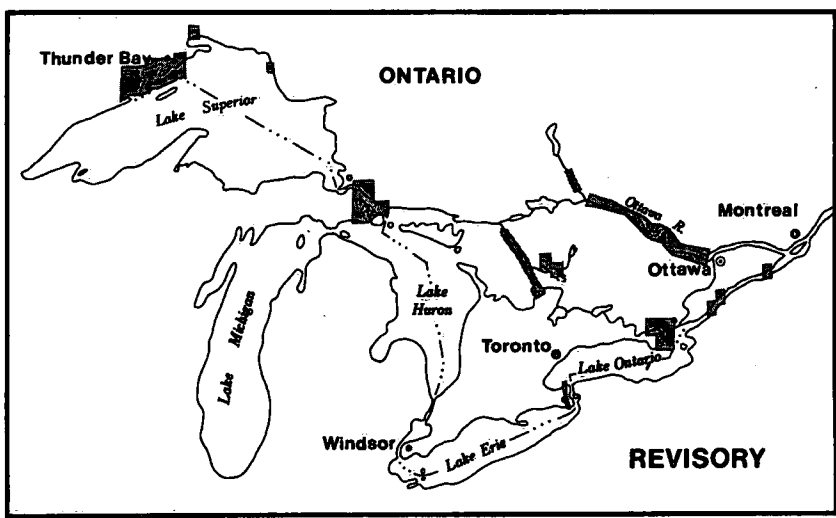 Thunder Bay
ONTARIO
Lake Superior
Ottawa R.
Montreal
Ottawa
Lake
Huron
Lake Michigan
Toronto
Lake Ontario
Windsor
Lake Erie
REVISORY